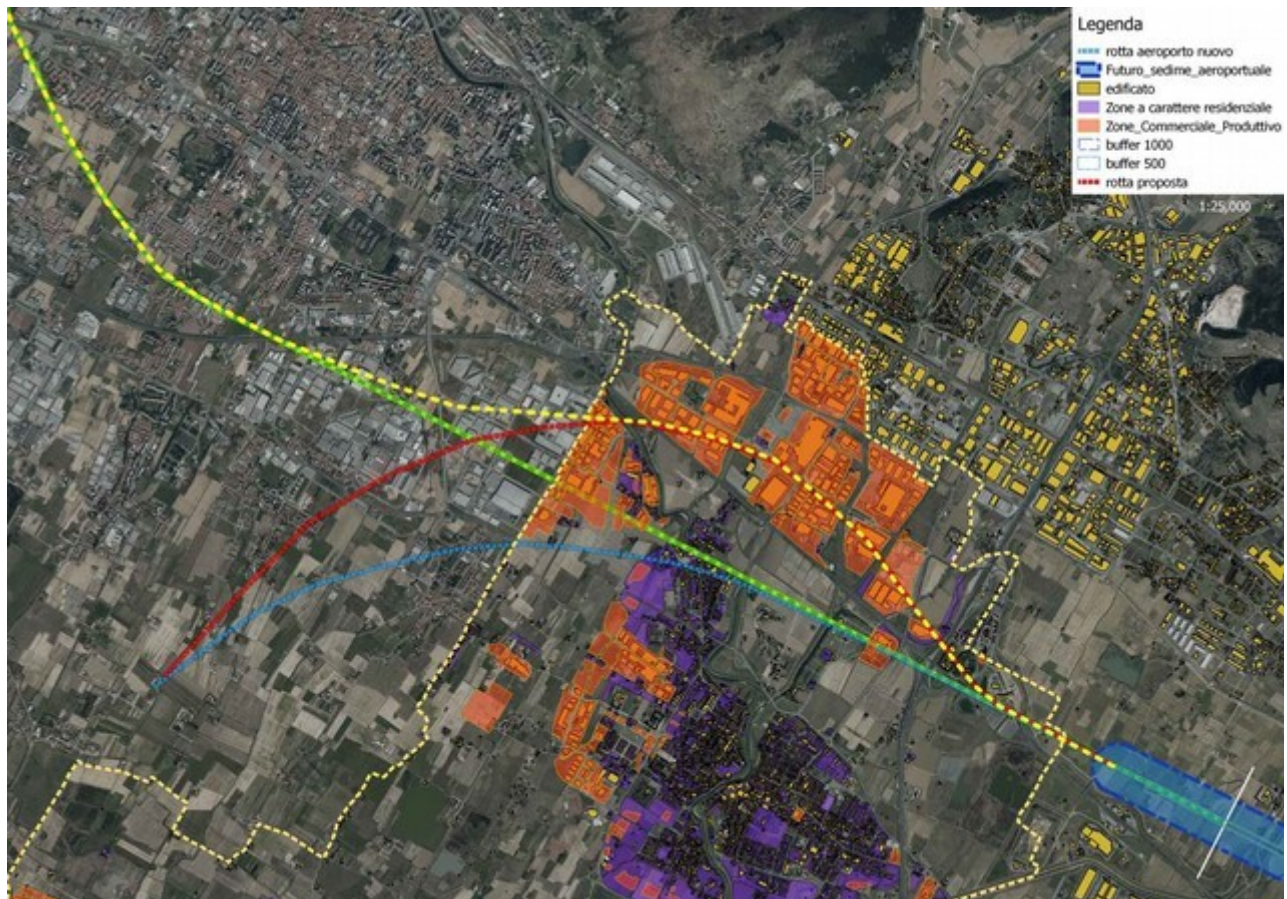 Legenda
rotta aeroporto nuovo
Futuro_sedime_aeroportuale
edificato
Zone a carattere residenziale
Zone_Commerciale_Produttivo
buffer 1000
buffer 500
rotta proposta
1:25,000